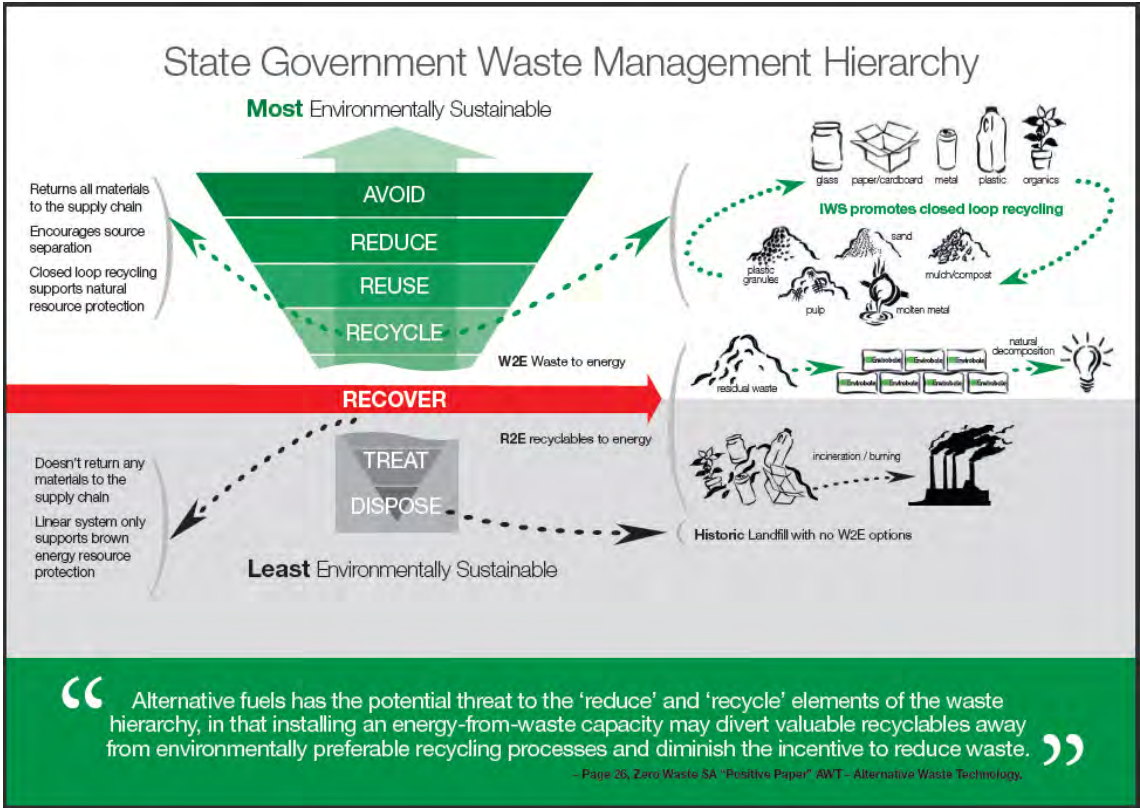 State Government Waste Management Hierarchy
Most Environmentally Sustainable
Returns all materials
to the supply chain
Encourages source
separation
Closed loop recycling
supports natural
resource protection
AVOID
REDUCE
REUSE
RECYCLE
glass paper/cardboard metal plastic organics
IWS promotes closed loop recycling
plastic
granules
sand
mulch/compost
pulp
molten metal
W2E Waste to energy
residual waste
Envirobale Envirobale Envirobale
Envirobale Envirobale Envirobale Envirobale
natural
decomposition
RECOVER
R2E recyclables to energy
incineration / burning
TREAT
DISPOSE
Doesn't return any
materials to the
supply chain
Linear system only
supports brown
energy resource
protection
Historic Landfill with no W2E options
Least Environmentally Sustainable
“ Alternative fuels has the potential threat to the ‘reduce’ and ‘recycle’ elements of the waste
hierarchy, in that installing an energy-from-waste capacity may divert valuable recyclables away
from environmentally preferable recycling processes and diminish the incentive to reduce waste. ”
– Page 26, Zero Waste SA "Positive Paper" AWT – Alternative Waste Technology.